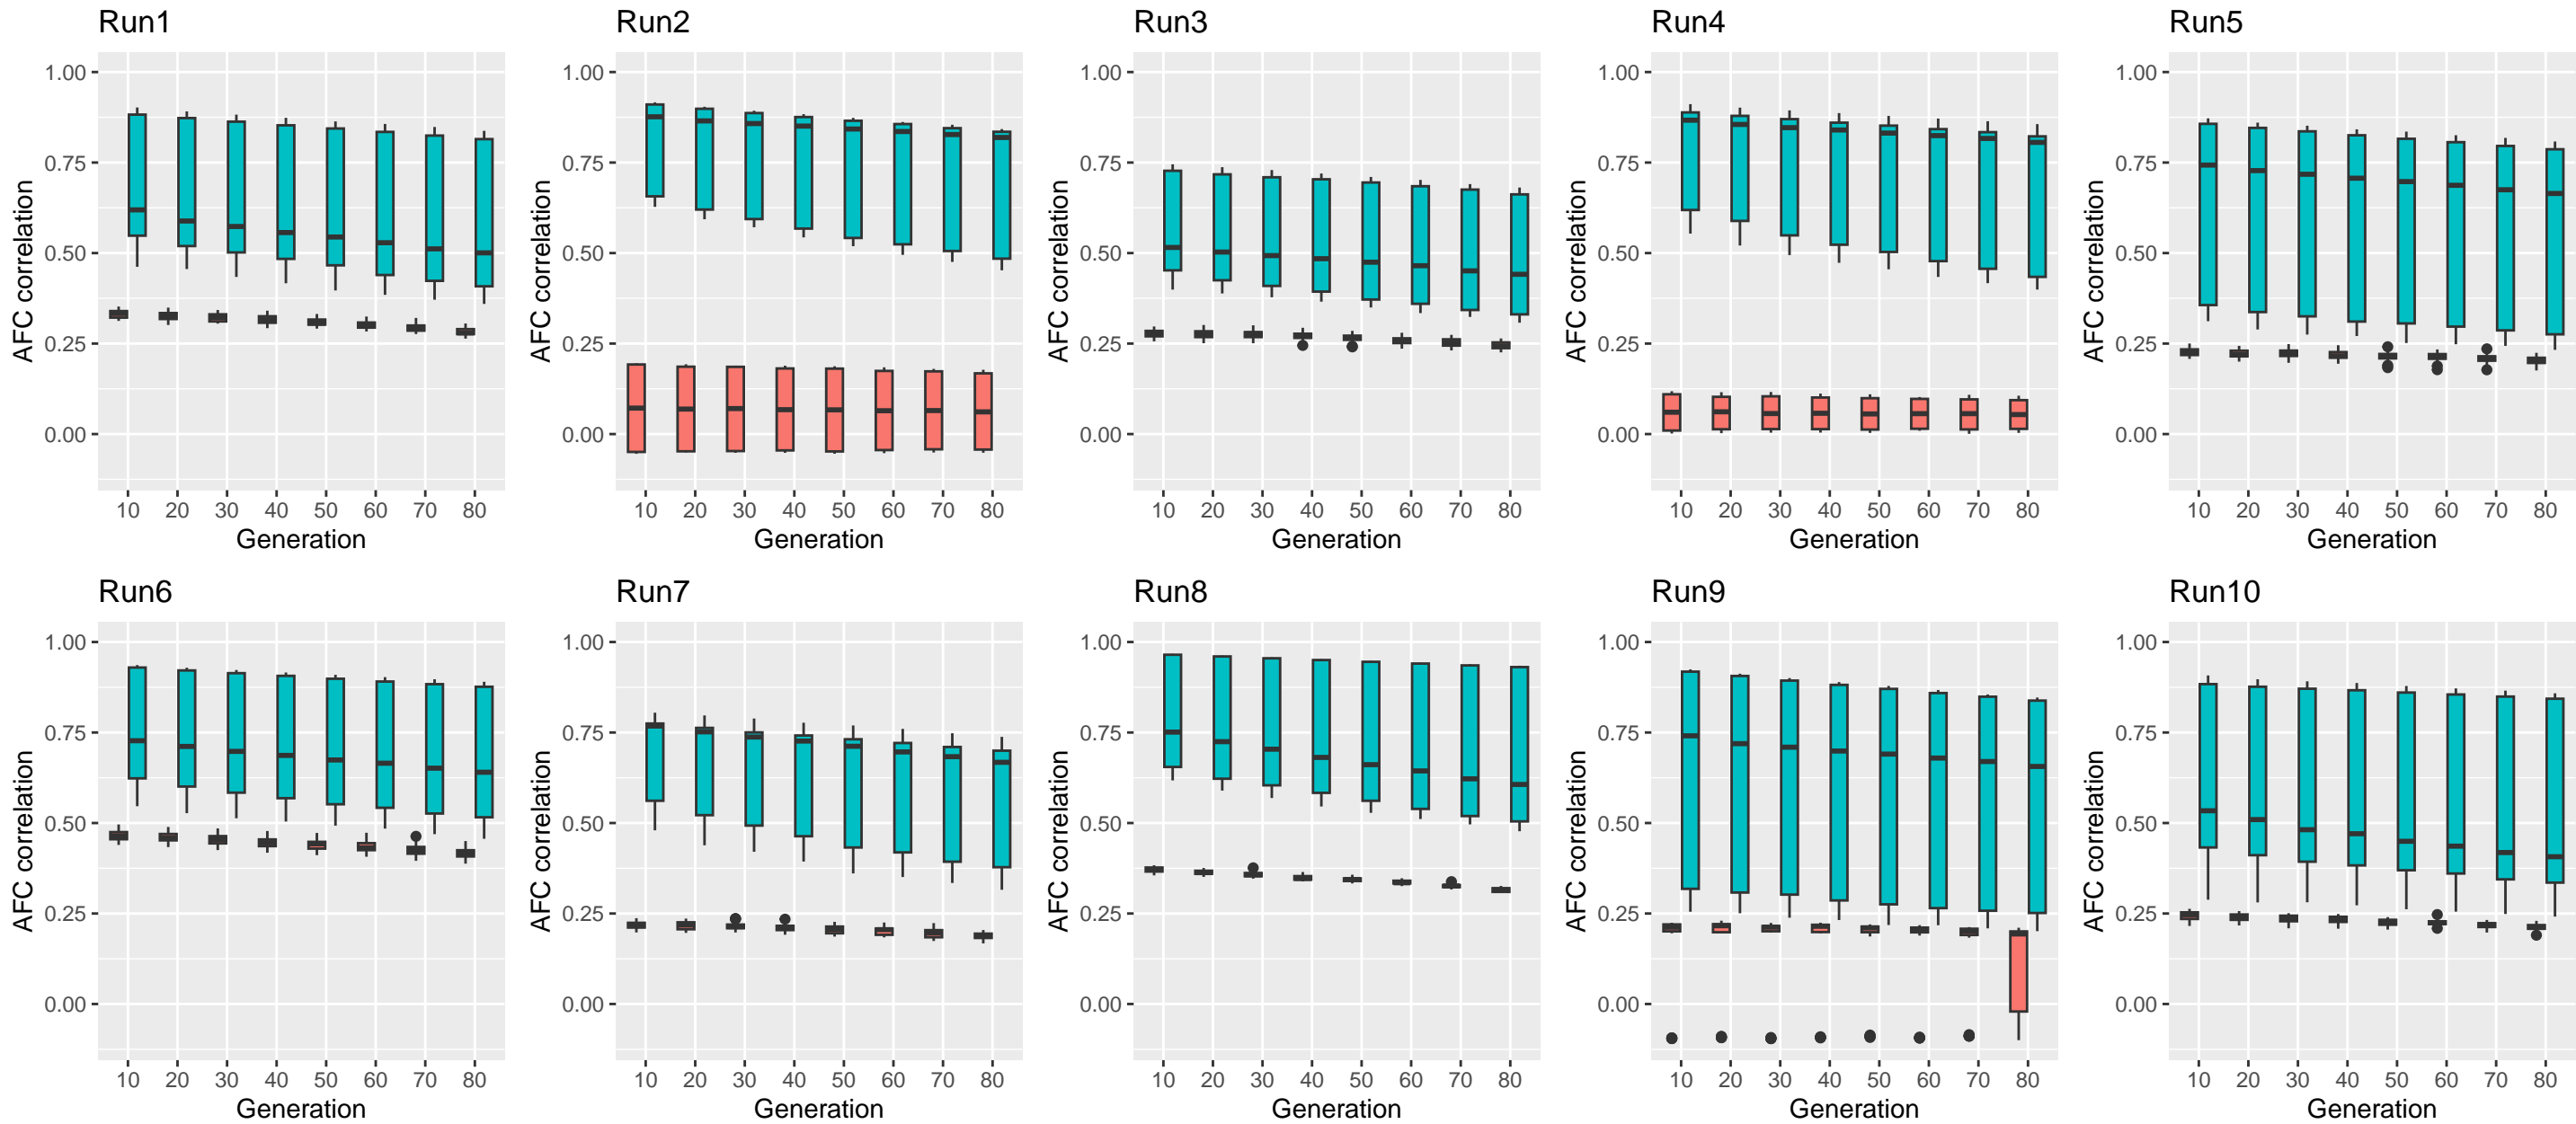 Run1 Run2 Run3 Run4 Run5
1.00 1.00 1.00 1.00 1.00
0.75 0.75 0.75 0.75 0.75
0.50 0.50 0.50 0.50 0.50
0.25 0.25 0.25 0.25 0.25
0.00 0.00 0.00 0.00 0.00
AFC correlation AFC correlation AFC correlation AFC correlation AFC correlation
10 20 30 40 50 60 70 80 10 20 30 40 50 60 70 80 10 20 30 40 50 60 70 80 10 20 30 40 50 60 70 80 10 20 30 40 50 60 70 80
Generation Generation Generation Generation Generation
Run6 Run7 Run8 Run9 Run10
1.00 1.00 1.00 1.00 1.00
0.75 0.75 0.75 0.75 0.75
0.50 0.50 0.50 0.50 0.50
0.25 0.25 0.25 0.25 0.25
0.00 0.00 0.00 0.00 0.00
AFC correlation AFC correlation AFC correlation AFC correlation AFC correlation
10 20 30 40 50 60 70 80 10 20 30 40 50 60 70 80 10 20 30 40 50 60 70 80 10 20 30 40 50 60 70 80 10 20 30 40 50 60 70 80
Generation Generation Generation Generation Generation